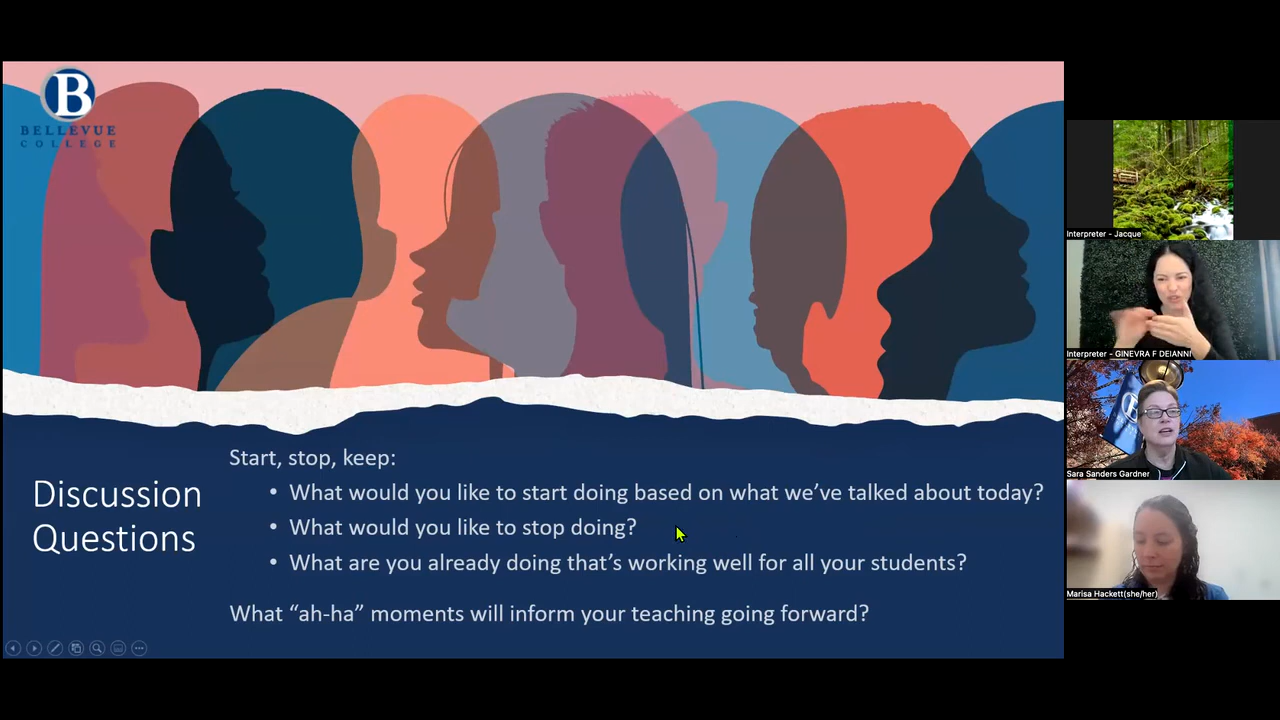 B
BELLEVUE
COLLEGE
Discussion
Questions
Start, stop, keep:
• What would you like to start doing based on what we've talked about today?
• What would you like to stop doing?
• What are you already doing that's working well for all your students?
What “ah-ha” moments will inform your teaching going forward?
Interpreter - Jacque
Interpreter - GINEVRA F DEIANNI
B
Sara Sanders Gardner
Marisa Hackett(she/her)